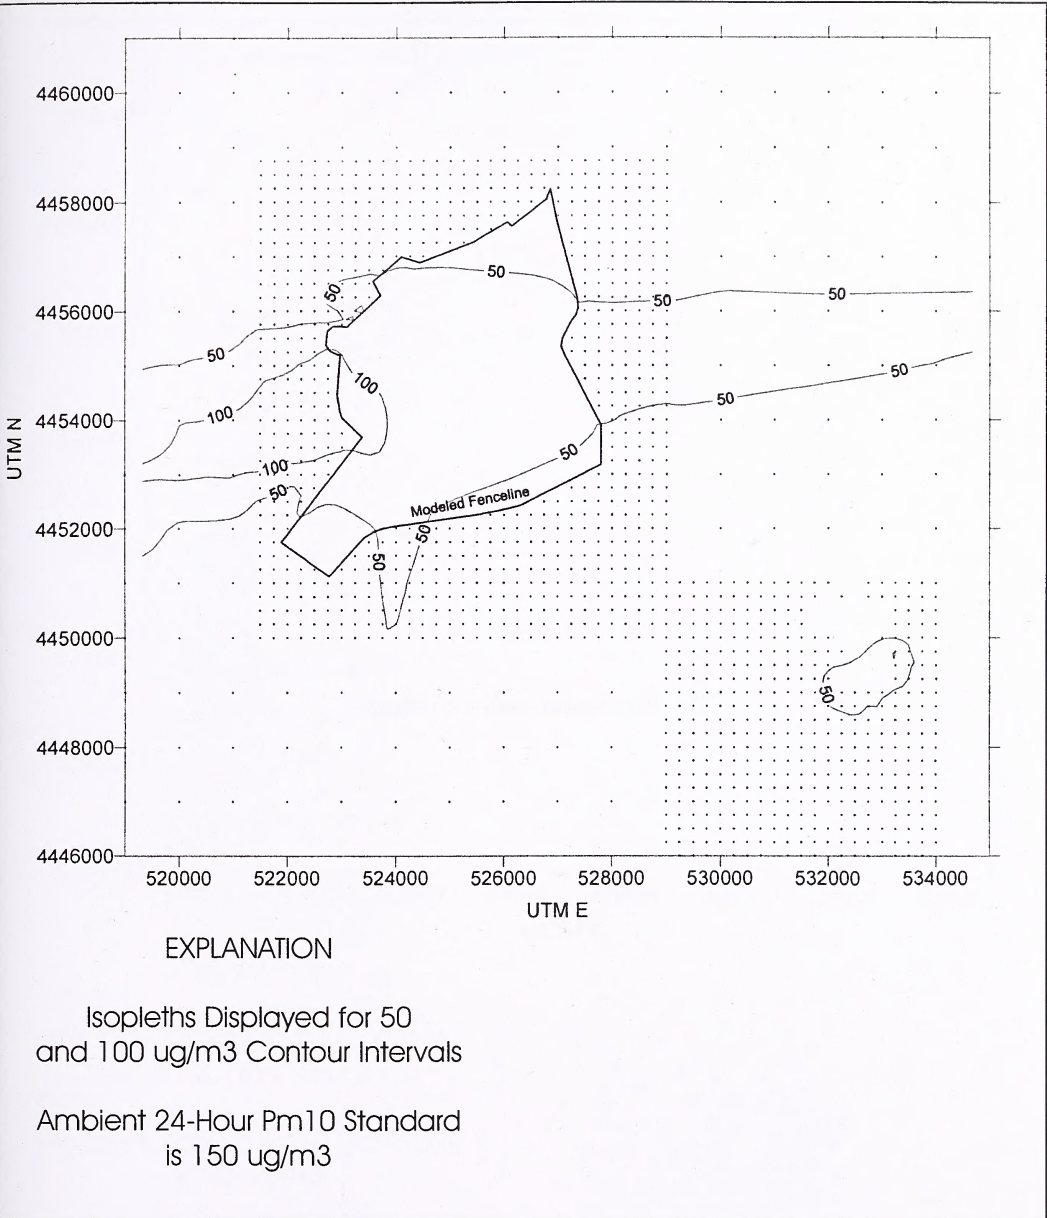 4460000
4458000
50
50
50
50
4456000
50
50
100
50
100
4454000
50
UTM N
100
50
Modeled Fenceline
4452000
50
50
4450000
50
4448000
4446000
520000 522000 524000 526000 528000 530000 532000 534000
UTM E
EXPLANATION
Isopleths Displayed for 50
and 100 ug/m3 Contour Intervals
Ambient 24-Hour Pm10 Standard
is 150 ug/m3